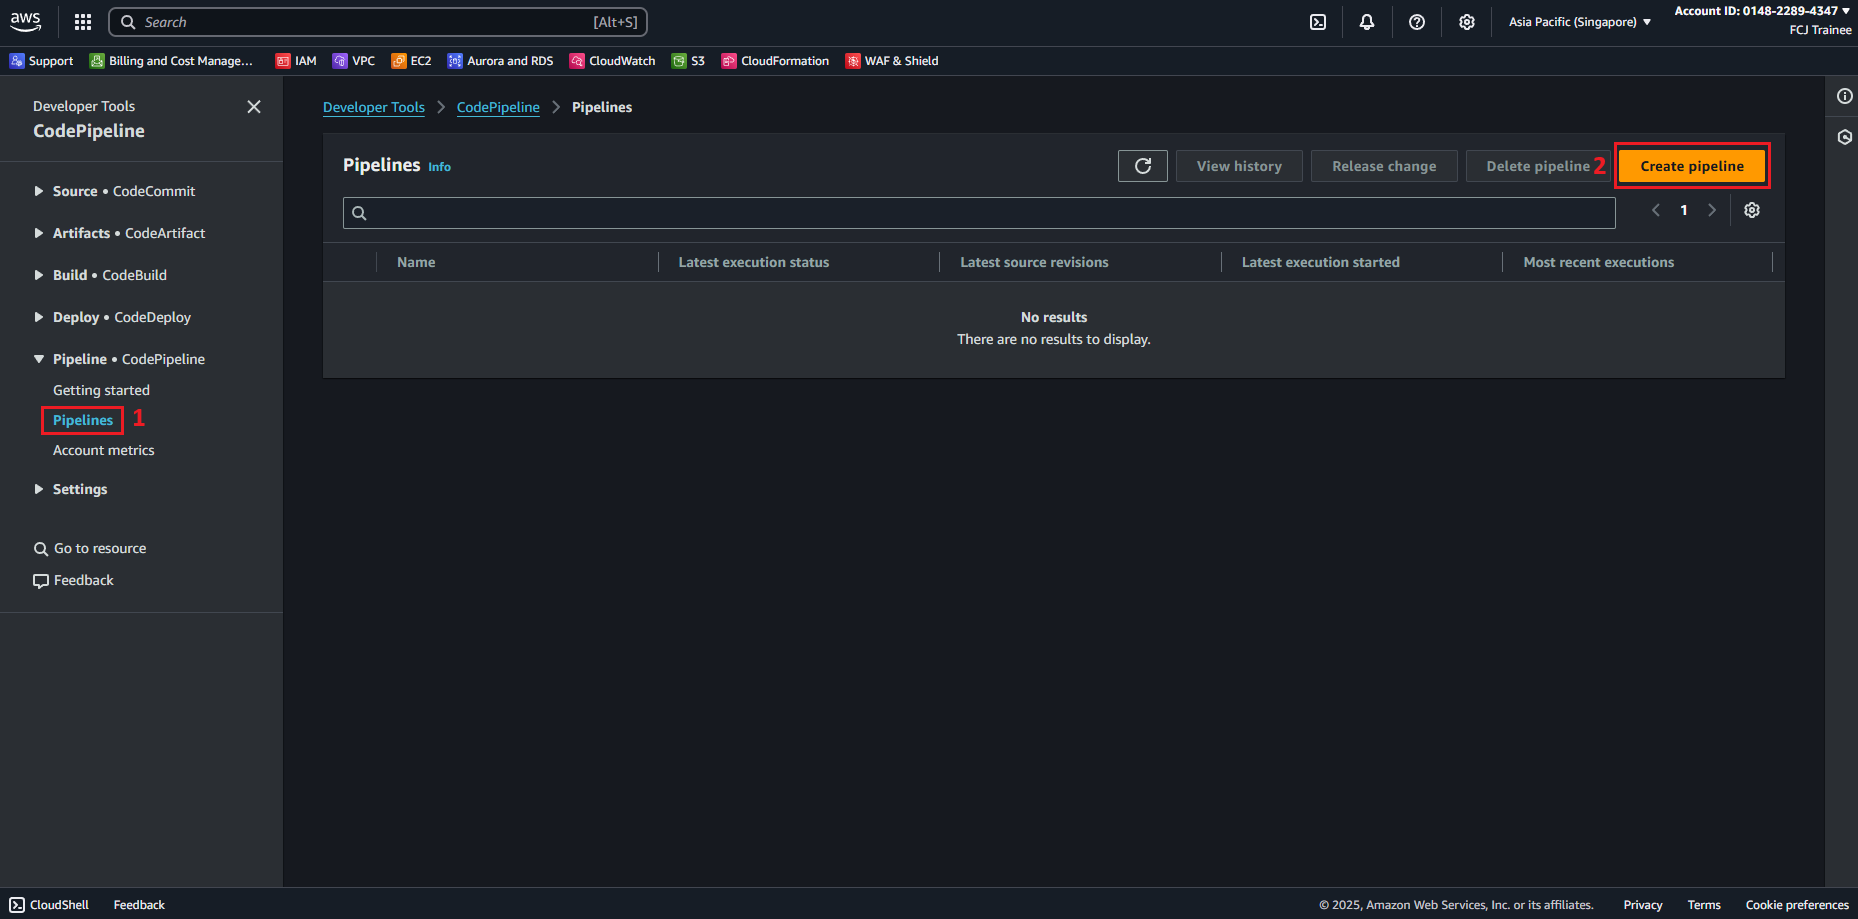 aws
Search [Alt+S]
Asia Pacific (Singapore)
Account ID: 0148-2289-4347
FCJ Trainee
Support
Billing and Cost Manage...
IAM
VPC
EC2
Aurora and RDS
CloudWatch
S3
CloudFormation
WAF & Shield
Developer Tools
CodePipeline
Source • CodeCommit
Artifacts • CodeArtifact
Build • CodeBuild
Deploy • CodeDeploy
Pipeline • CodePipeline
Getting started
Pipelines 1
Account metrics
Settings
Go to resource
Feedback
Developer Tools > CodePipeline > Pipelines
Pipelines Info
View history
Release change
Delete pipeline
2
Create pipeline
1
Name
Latest execution status
Latest source revisions
Latest execution started
Most recent executions
No results
There are no results to display.
CloudShell
Feedback
© 2025, Amazon Web Services, Inc. or its affiliates.
Privacy
Terms
Cookie preferences